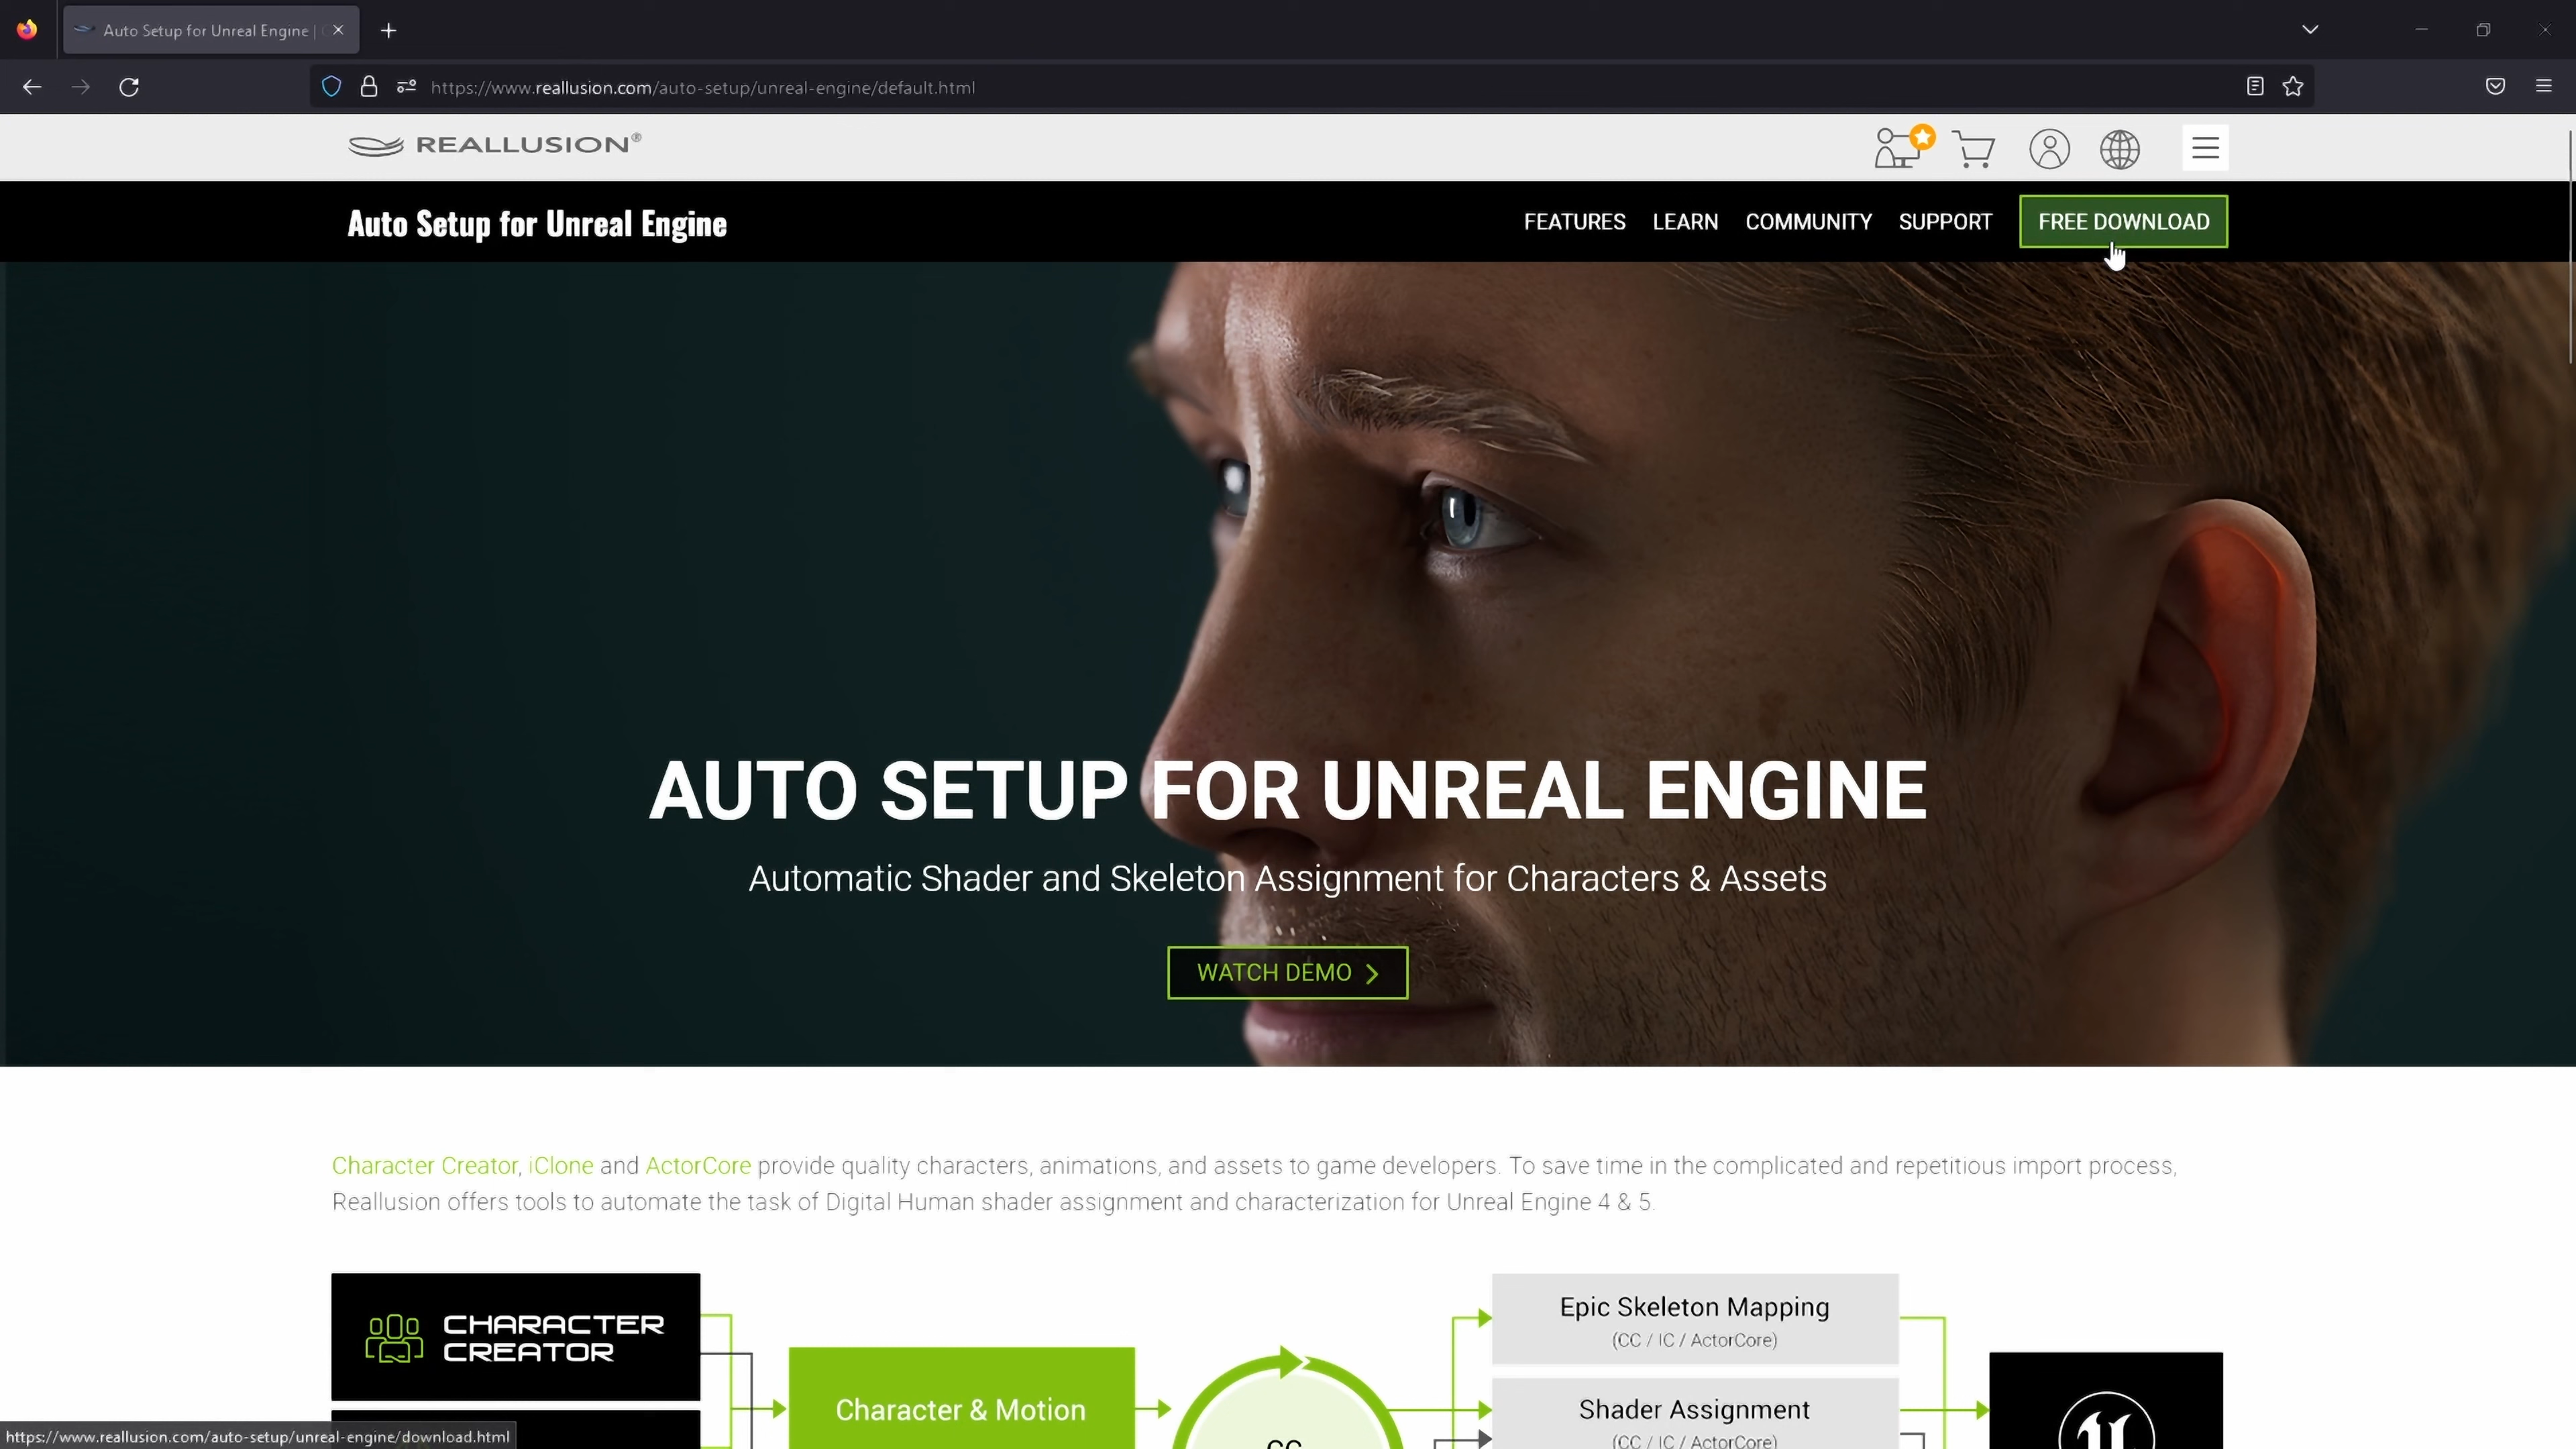 Auto Setup for Unreal Engine |
https://www.reallusion.com/auto-setup/unreal-engine/default.html
REALLUSION®
Auto Setup for Unreal Engine
FEATURES LEARN COMMUNITY SUPPORT FREE DOWNLOAD
AUTO SETUP FOR UNREAL ENGINE
Automatic Shader and Skeleton Assignment for Characters & Assets
WATCH DEMO
Character Creator, iClone and ActorCore provide quality characters, animations, and assets to game developers. To save time in the complicated and repetitious import process,
Reallusion offers tools to automate the task of Digital Human shader assignment and characterization for Unreal Engine 4 & 5.
CHARACTER
CREATOR
Character & Motion
Epic Skeleton Mapping
(CC / IC / ActorCore)
Shader Assignment
(CC / IC / ActorCore)
https://www.reallusion.com/auto-setup/unreal-engine/download.html